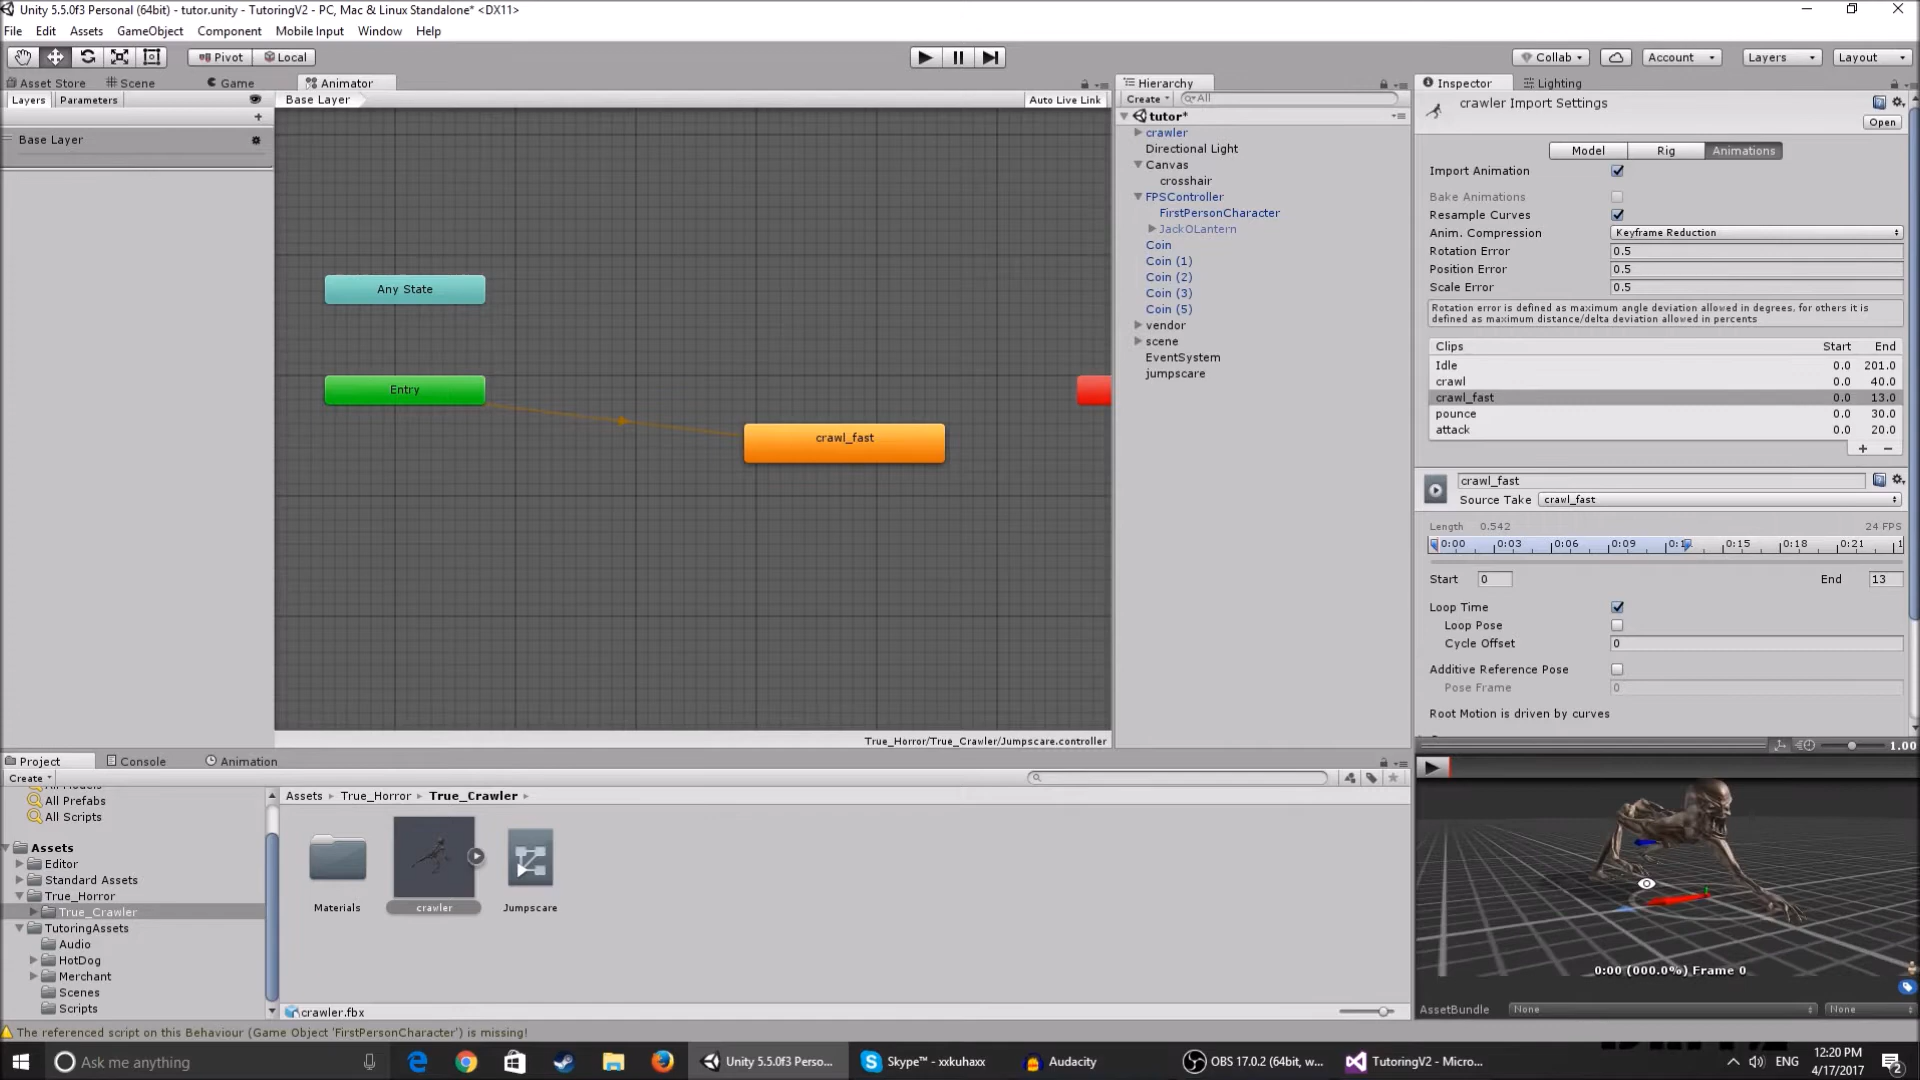 Unity 5.5.0f3 Personal (64bit) - tutor.unity - TutoringV2 - PC, Mac & Linux Standalone* <DX11>
File Edit Assets GameObject Component Mobile Input Window Help
Pivot Local Collab Account Layers Layout
Asset Store Scene Game Animator
Layers Parameters
Base Layer
Base Layer Auto Live Link
Any State
Entry
crawl_fast
True_Horror/True_Crawler/Jumpscare.controller
Hierarchy
Create All
tutor*
crawler
Directional Light
Canvas
crosshair
FPSController
FirstPersonCharacter
JackOLantern
Coin
Coin (1)
Coin (2)
Coin (3)
Coin (5)
vendor
scene
EventSystem
jumpscare
Inspector Lighting
crawler Import Settings
Open
Model Rig Animations
Import Animation
Bake Animations
Resample Curves
Anim. Compression Keyframe Reduction
Rotation Error 0.5
Position Error 0.5
Scale Error 0.5
Rotation error is defined as maximum angle deviation allowed in degrees, for others it is
defined as maximum distance/delta deviation allowed in percents
Clips Start End
Idle 0.0 201.0
crawl 0.0 40.0
crawl_fast 0.0 13.0
pounce 0.0 30.0
attack 0.0 20.0
crawl_fast
Source Take crawl_fast
Length 0.542 24 FPS
0:00 0:03 0:06 0:09 0:1 0:15 0:18 0:21 1
Start 0 End 13
Loop Time
Loop Pose
Cycle Offset 0
Additive Reference Pose
Pose Frame 0
Root Motion is driven by curves
1.00
0:00 (000.0%) Frame 0
AssetBundle None None
Project Console Animation
Create
All Prefabs
All Scripts
Assets
Editor
Standard Assets
True_Horror
True_Crawler
TutoringAssets
Audio
HotDog
Merchant
Scenes
Scripts
Assets True_Horror True_Crawler
Materials crawler Jumpscare
crawler.fbx
The referenced script on this Behaviour (Game Object 'FirstPersonCharacter') is missing!
Ask me anything
Unity 5.5.0f3 Perso...
Skype™ - xxkuhaxx
Audacity
OBS 17.0.2 (64bit, w...
TutoringV2 - Micro...
ENG
12:20 PM
4/17/2017
2